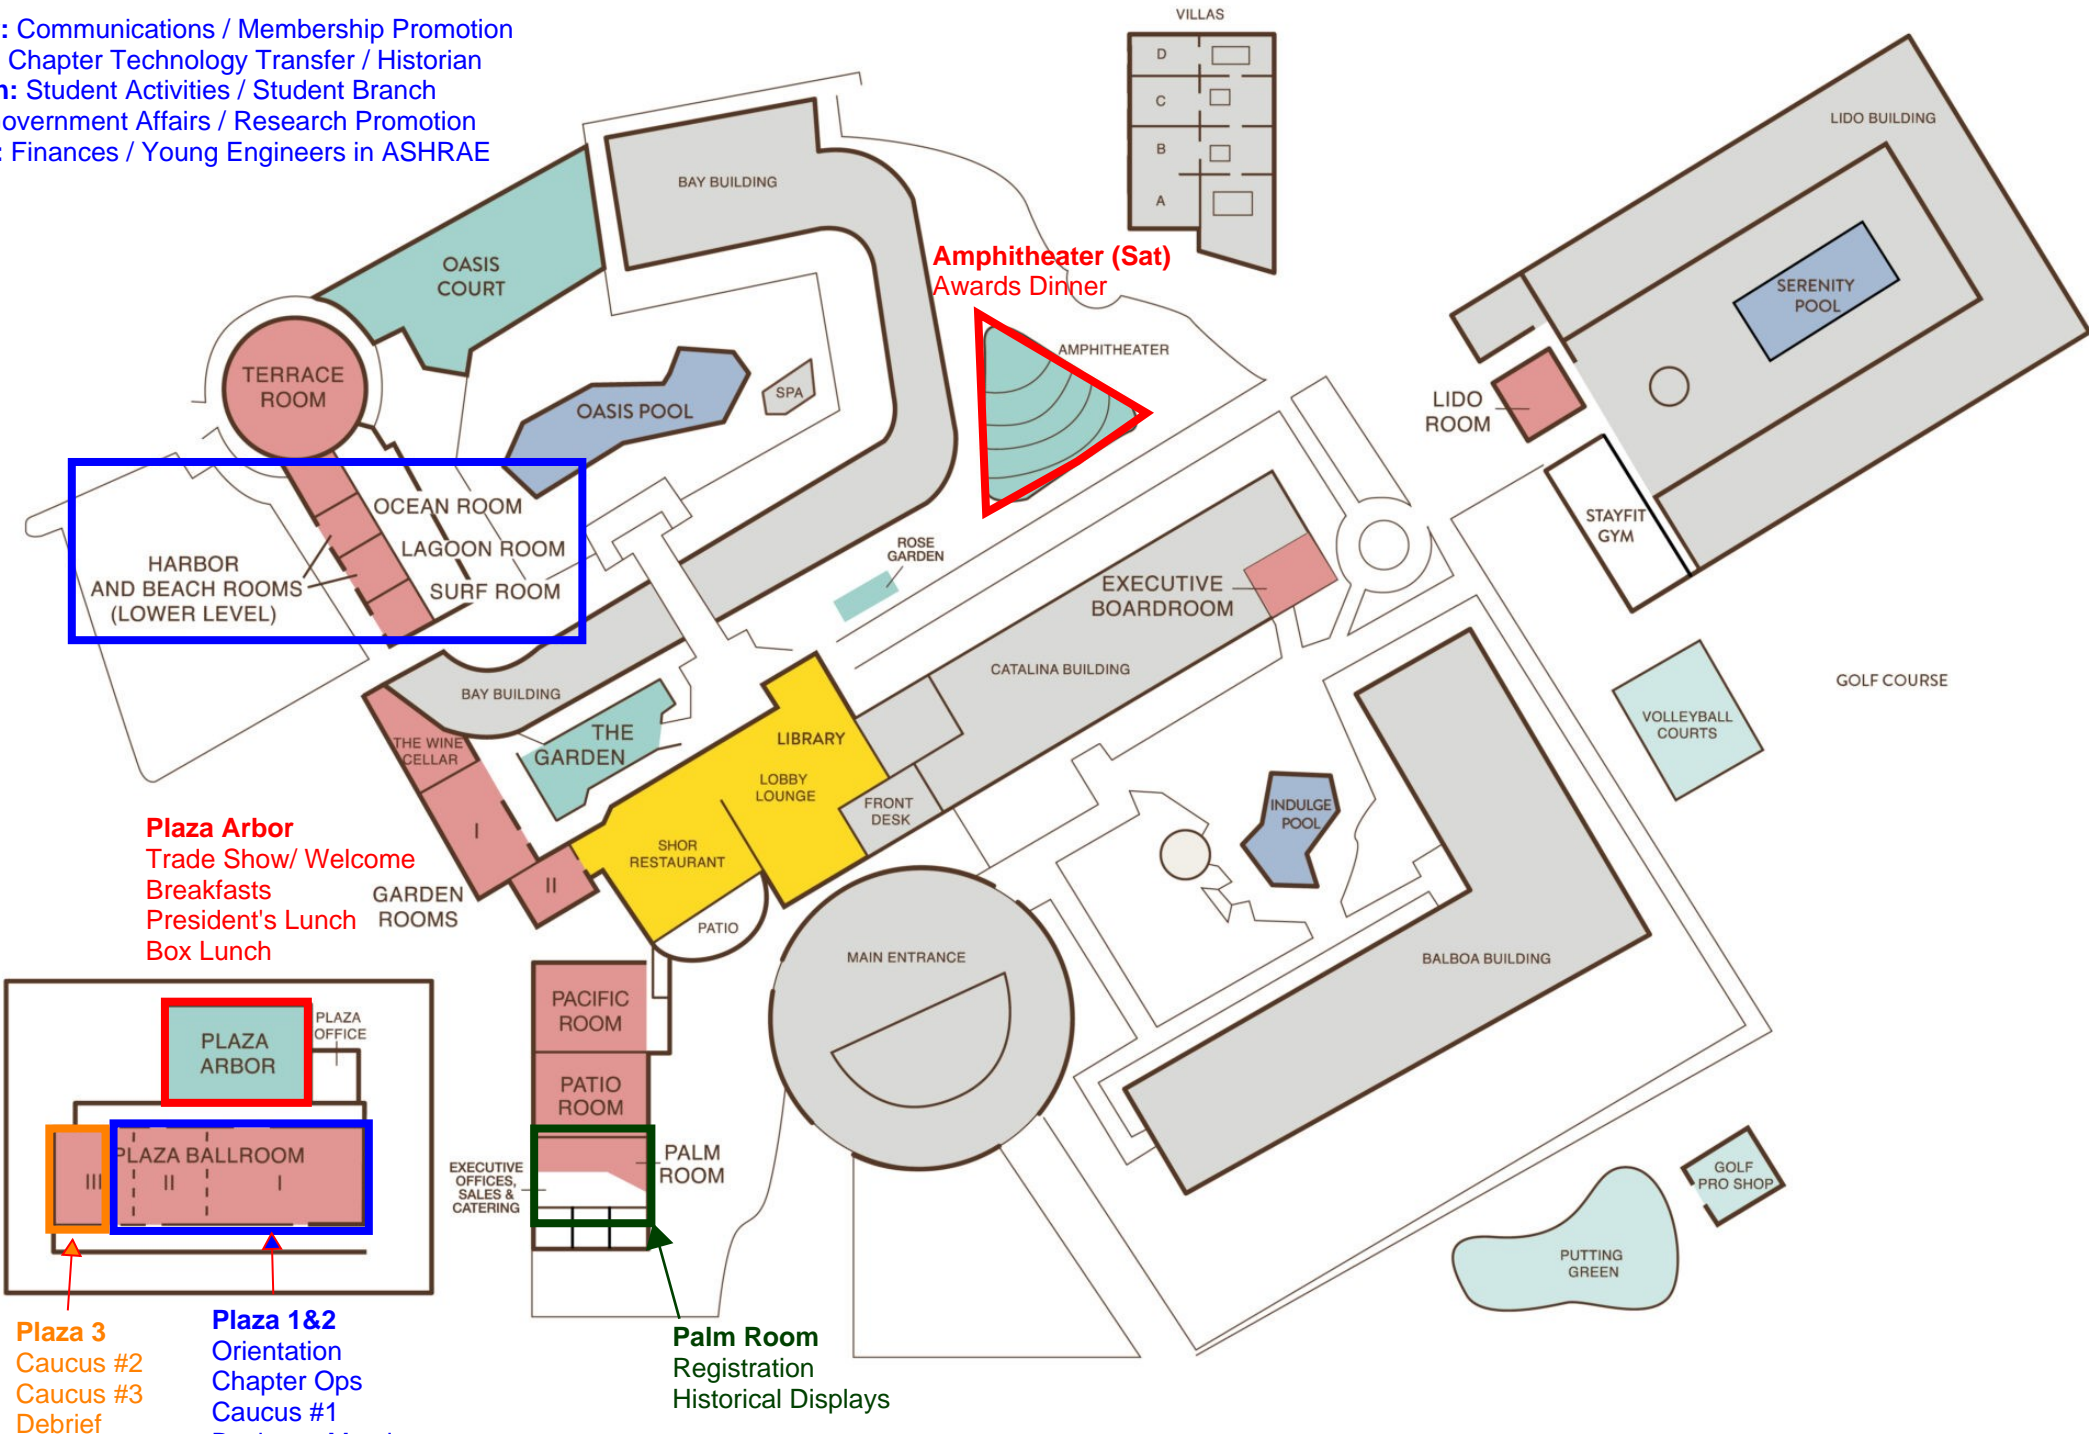 : Communications / Membership Promotion
Chapter Technology Transfer / Historian
n: Student Activities / Student Branch
overnment Affairs / Research Promotion
: Finances / Young Engineers in ASHRAE
VILLAS
D
C
B
A
LIDO BUILDING
SERENITY
POOL
BAY BUILDING
OASIS
COURT
Amphitheater (Sat)
Awards Dinner
AMPHITHEATER
TERRACE
ROOM
OASIS POOL
SPA
LIDO
ROOM
STAYFIT
GYM
OCEAN ROOM
LAGOON ROOM
SURF ROOM
HARBOR
AND BEACH ROOMS
(LOWER LEVEL)
ROSE
GARDEN
EXECUTIVE
BOARDROOM
CATALINA BUILDING
GOLF COURSE
VOLLEYBALL
COURTS
BAY BUILDING
THE WINE
CELLAR
THE
GARDEN
LIBRARY
LOBBY
LOUNGE
FRONT
DESK
INDULGE
POOL
I
II
SHOR
RESTAURANT
PATIO
GARDEN
ROOMS
Plaza Arbor
Trade Show/ Welcome
Breakfasts
President's Lunch
Box Lunch
MAIN ENTRANCE
BALBOA BUILDING
PLAZA
ARBOR
PLAZA
OFFICE
PACIFIC
ROOM
PATIO
ROOM
PLAZA BALLROOM
III
II
I
EXECUTIVE
OFFICES,
SALES &
CATERING
PALM
ROOM
GOLF
PRO SHOP
PUTTING
GREEN
Plaza 3
Caucus #2
Caucus #3
Debrief
Plaza 1&2
Orientation
Chapter Ops
Caucus #1
Palm Room
Registration
Historical Displays